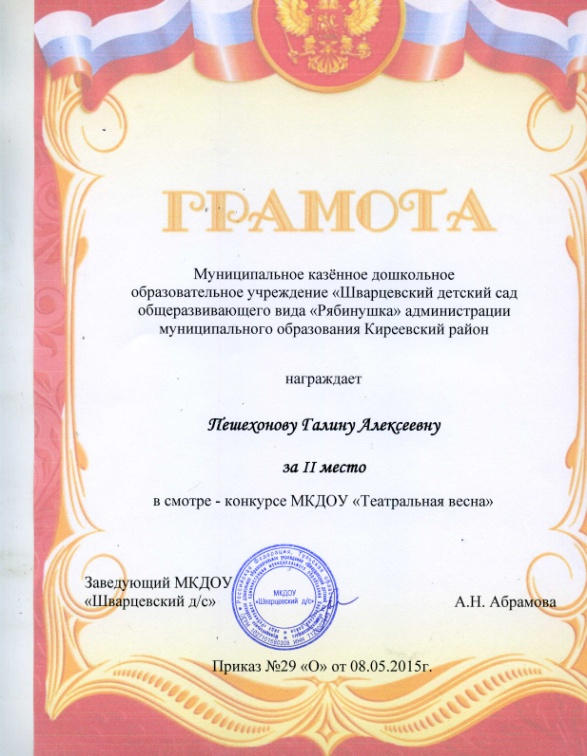 ГРАМОТА
Муниципальное казённое дошкольное
образовательное учреждение «Шварцевский детский сад
общеразвивающего вида «Рябинушка» администрации
муниципального образования Киреевский район
награждает
Пешехонову Галину Алексеевну
за II место
в смотре - конкурсе МКДОУ «Театральная весна»
Заведующий МКДОУ
«Шварцевский д/с»
А.Н. Абрамова
МКДОУ
«Шварцевский д/с»
Приказ №29 «О» от 08.05.2015г.